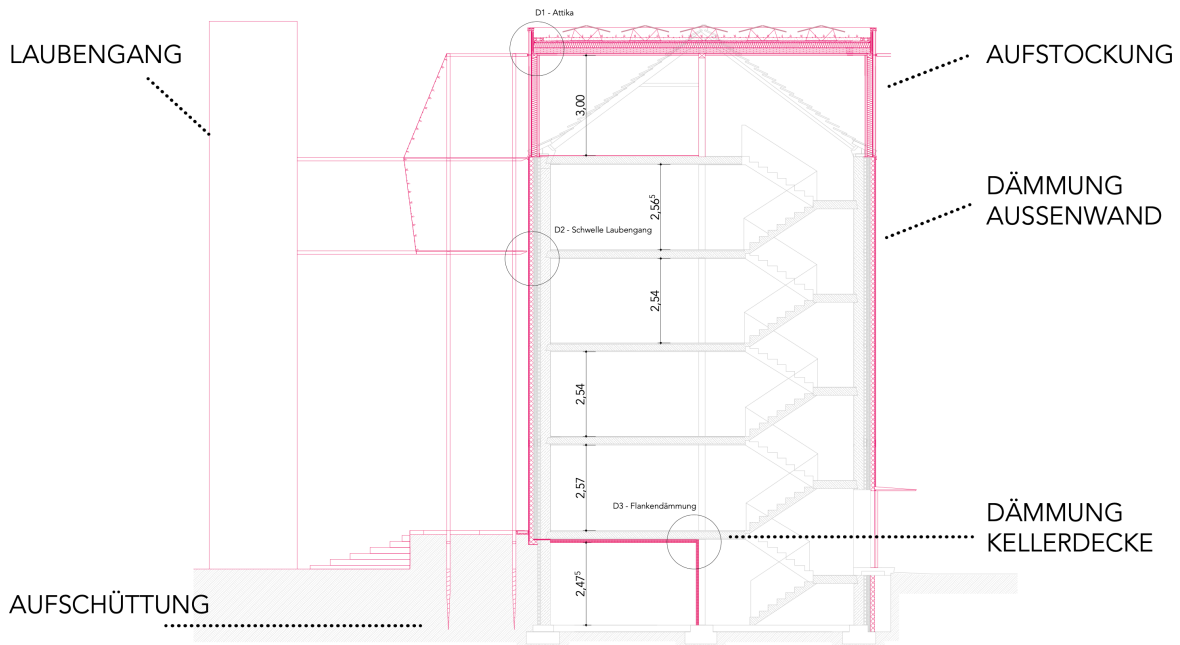 D1 - Attika
LAUBENGANG
AUFSTOCKUNG
3,00
DÄMMUNG
AUSSENWAND
2,56⁵
D2 - Schwelle Laubengang
2,54
2,54
2,57
D3 - Flankendämmung
DÄMMUNG
KELLERDECKE
2,47⁵
AUFSCHÜTTUNG